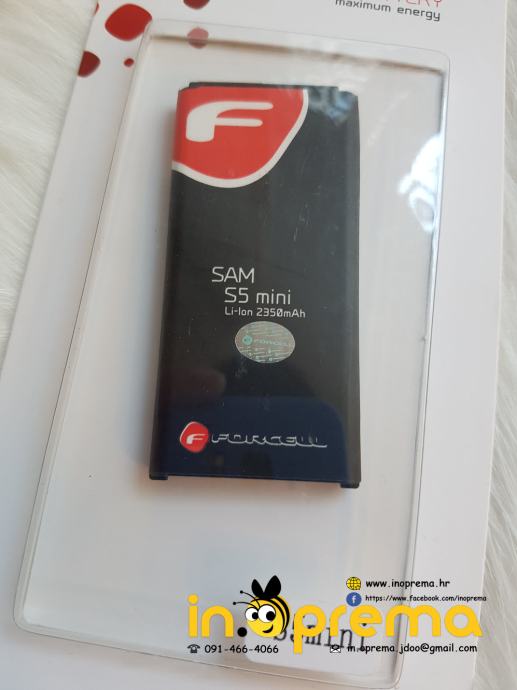 maximum energy
F
SAM
S5 mini
Li-Ion 2350mAh
FORCELL
F FORCELL
www.inoprema.hr
f https://www.facebook.com/inoprema
in.oprema
S5mini
091-466-4066
in.oprema.jdoo@gmail.com